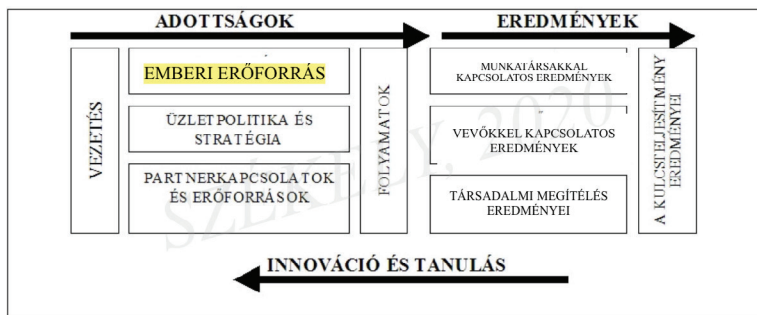 ADOTTSÁGOK
EREDMÉNYEK
VEZETÉS
EMBERI ERŐFORRÁS
ÜZLETPOLITIKA ÉS
STRATÉGIA
PARTNERKAPCSOLATOK
ÉS ERŐFORRÁSOK
FOLYAMATOK
MUNKATÁRSAKKAL
KAPCSOLATOS EREDMÉNYEK
VEVŐKKEL KAPCSOLATOS
EREDMÉNYEK
TÁRSADALMI MEGÍTÉLÉS
EREDMÉNYEI
A KULCSTELJESÍTMÉNY
EREDMÉNYEI
INNOVÁCIÓ ÉS TANULÁS
SZÉKELY, 2020